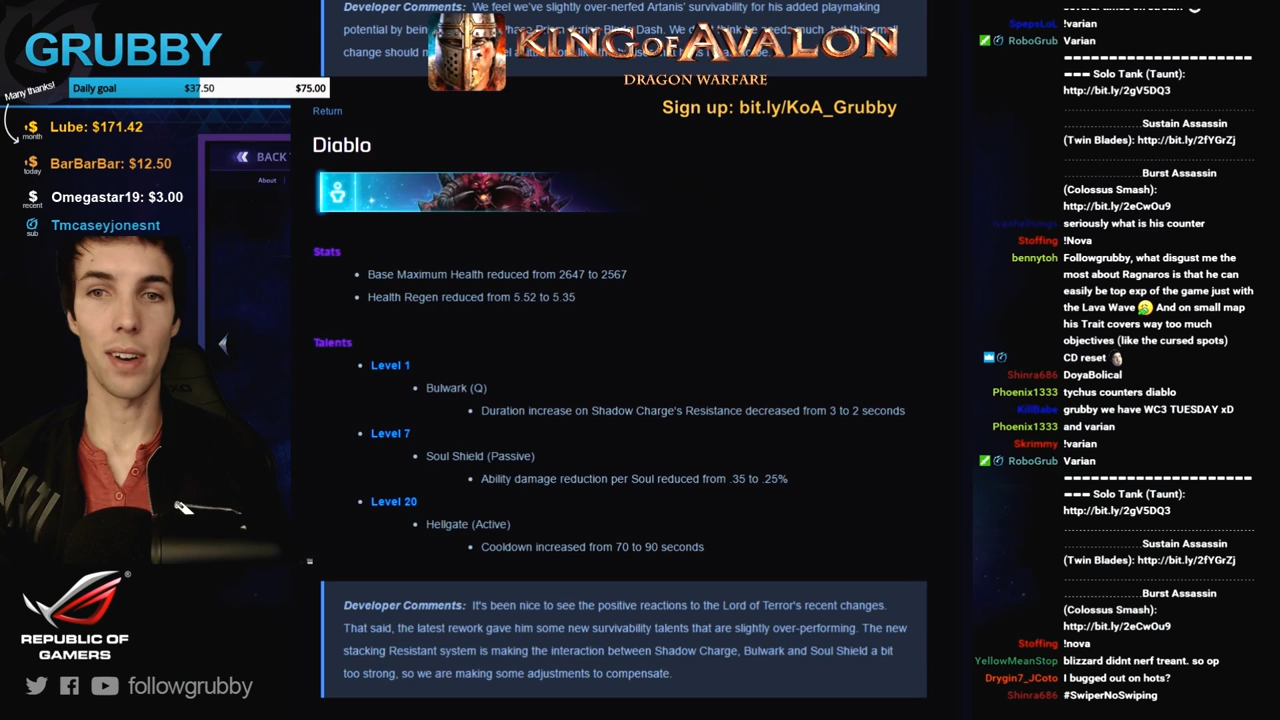 GRUBBY
Many thanks!
Daily goal
$37.50
$75.00
month
Lube: $171.42
today
BarBarBar: $12.50
recent
Omegastar19: $3.00
sub
Tmcaseyjonesnt
BACK
About
REPUBLIC OF
GAMERS
followgrubby
Developer Comments: We feel we've slightly over-nerfed Artanis' survivability for his added playmaking
potential by
change should
KING OF AVALON
DRAGON WARFARE
Sign up: bit.ly/KoA_Grubby
Return
Diablo
Stats
Base Maximum Health reduced from 2647 to 2567
Health Regen reduced from 5.52 to 5.35
Talents
Level 1
Bulwark (Q)
Duration increase on Shadow Charge's Resistance decreased from 3 to 2 seconds
Level 7
Soul Shield (Passive)
Ability damage reduction per Soul reduced from .35 to .25%
Level 20
Hellgate (Active)
Cooldown increased from 70 to 90 seconds
Developer Comments: It's been nice to see the positive reactions to the Lord of Terror's recent changes.
That said, the latest rework gave him some new survivability talents that are slightly over-performing. The new
stacking Resistant system is making the interaction between Shadow Charge, Bulwark and Soul Shield a bit
too strong, so we are making some adjustments to compensate.
SpepsLoL !varian
RoboGrub Varian
Solo Tank (Taunt):
http://bit.ly/2gV5DQ3
Sustain Assassin
(Twin Blades): http://bit.ly/2fYGrZj
Burst Assassin
(Colossus Smash):
http://bit.ly/2eCwOu9
seriously what is his counter
Stoffing !Nova
bennytoh Followgrubby, what disgust me the
most about Ragnaros is that he can
easily be top exp of the game just with
the Lava Wave And on small map
his Trait covers way too much
objectives (like the cursed spots)
CD reset
Shinra686 DoyaBolical
Phoenix1333 tychus counters diablo
KillBabe grubby we have WC3 TUESDAY xD
Phoenix1333 and varian
Skrimmy !varian
RoboGrub Varian
Solo Tank (Taunt):
http://bit.ly/2gV5DQ3
Sustain Assassin
(Twin Blades): http://bit.ly/2fYGrZj
Burst Assassin
(Colossus Smash):
http://bit.ly/2eCwOu9
Stoffing !nova
YellowMeanStop blizzard didnt nerf treant. so op
Drygin7_JCoto I bugged out on hots?
Shinra686 #SwiperNoSwiping